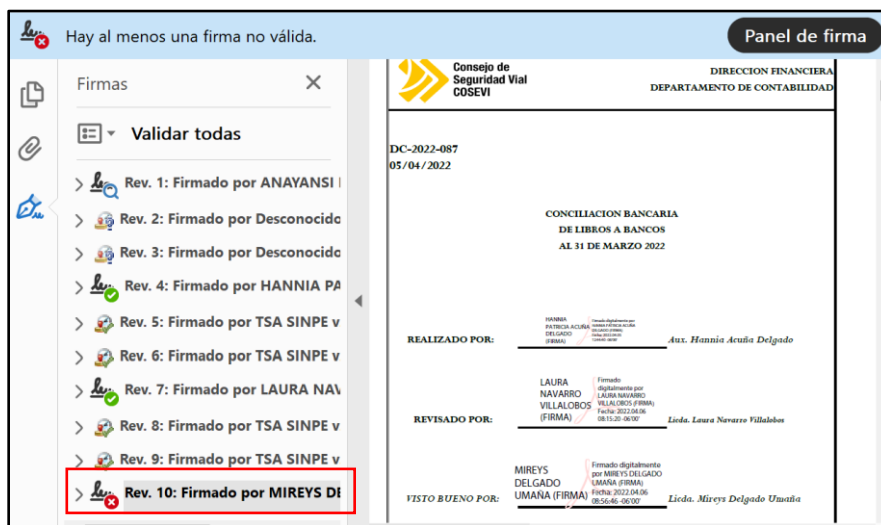 Hay al menos una firma no válida.
Panel de firma
Firmas
Validar todas
Rev. 1: Firmado por ANAYANSI
Rev. 2: Firmado por Desconocido
Rev. 3: Firmado por Desconocido
Rev. 4: Firmado por HANNIA PA
Rev. 5: Firmado por TSA SINPE v
Rev. 6: Firmado por TSA SINPE v
Rev. 7: Firmado por LAURA NAV
Rev. 8: Firmado por TSA SINPE v
Rev. 9: Firmado por TSA SINPE v
Rev. 10: Firmado por MIREYS DE
Consejo de
Seguridad Vial
COSEVI
DIRECCION FINANCIERA
DEPARTAMENTO DE CONTABILIDAD
DC-2022-087
05/04/2022
CONCILIACION BANCARIA
DE LIBROS A BANCOS
AL 31 DE MARZO 2022
REALIZADO POR:
HANNIA
PATRICIA ACUÑA
DELGADO
(FIRMA)
Firmado digitalmente por
HANNIA PATRICIA ACUÑA
DELGADO (FIRMA)
Aux. Hannia Acuña Delgado
REVISADO POR:
LAURA
NAVARRO
VILLALOBOS
(FIRMA)
Firmado
digitalmente por
LAURA NAVARRO
VILLALOBOS (FIRMA)
Fecha: 2022.04.06
08:15:20 -06'00'
Licda. Laura Navarro Villalobos
VISTO BUENO POR:
MIREYS
DELGADO
UMAÑA (FIRMA)
Firmado digitalmente
por MIREYS DELGADO
UMAÑA (FIRMA)
Fecha: 2022.04.06
08:56:46 -06'00'
Licda. Mireys Delgado Umaña